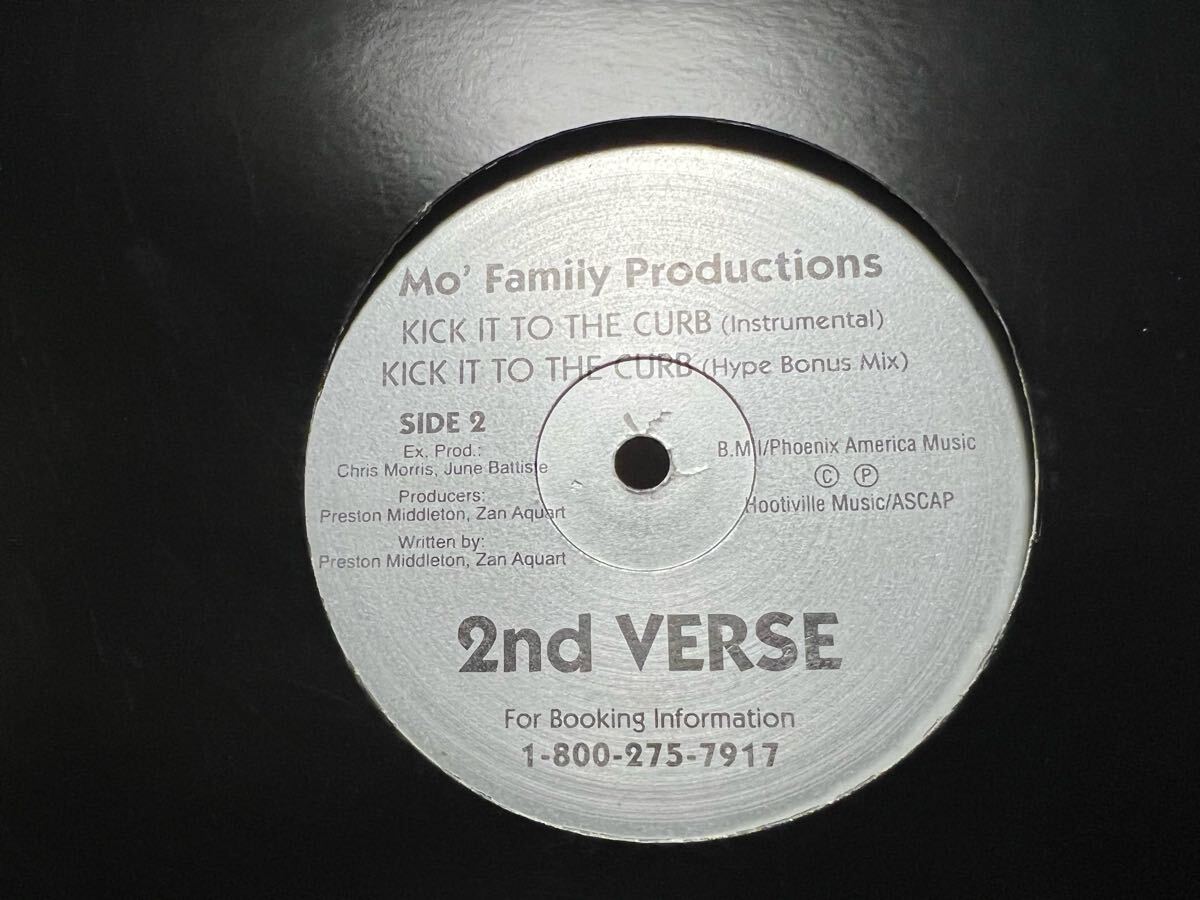 Mo' Family Productions
KICK IT TO THE CURB (Instrumental)
KICK IT TO THE CURB (Hype Bonus Mix)
SIDE 2
Ex. Prod.:
Chris Morris, June Battiste
Producers:
Preston Middleton, Zan Aquart
Written by:
Preston Middleton, Zan Aquart
B.M.I/Phoenix America Music
Ⓒ Ⓟ
Hootiville Music/ASCAP
2nd VERSE
For Booking Information
1-800-275-7917